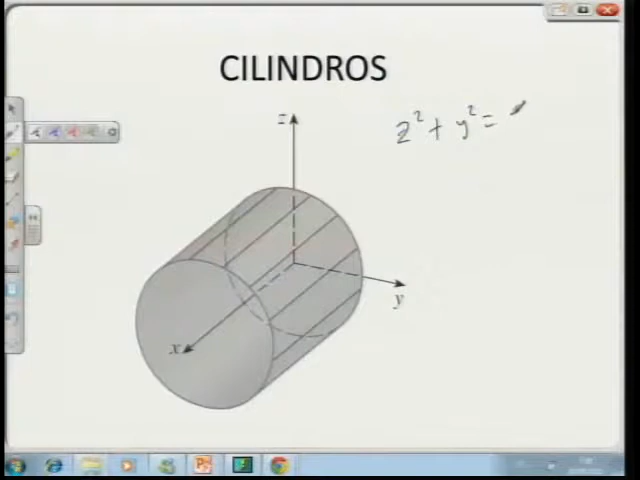 CILINDROS
z
z² + y² =
y
x